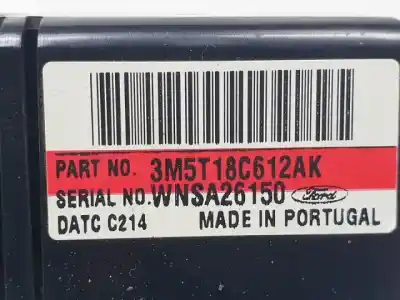 PART NO. 3M5T18C612AK
SERIAL NO. WNSA26150 Ford
DATC C214 MADE IN PORTUGAL